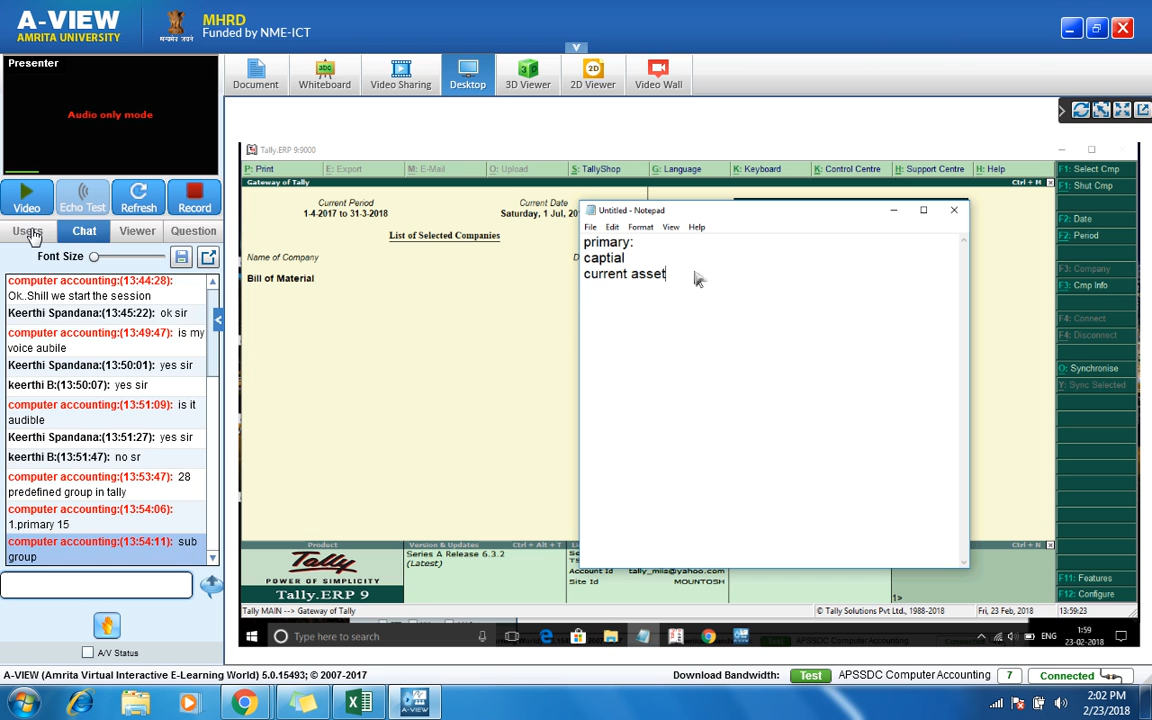 A-VIEW
AMRITA UNIVERSITY
MHRD
Funded by NME-ICT
Presenter
Audio only mode
Video
Echo Test
Refresh
Record
Document
Whiteboard
Video Sharing
Desktop
3D Viewer
2D Viewer
Video Wall
Users
Chat
Viewer
Question
Font Size
computer accounting:(13:44:28):
Ok..Shill we start the session
Keerthi Spandana:(13:45:22): ok sir
computer accounting:(13:49:47): is my
voice aubile
Keerthi Spandana:(13:50:01): yes sir
keerthi B:(13:50:07): yes sir
computer accounting:(13:51:09): is it
audible
Keerthi Spandana:(13:51:27): yes sir
keerthi B:(13:51:47): no sr
computer accounting:(13:53:47): 28
predefined group in tally
computer accounting:(13:54:06):
1.primary 15
computer accounting:(13:54:11): sub
group
A/V Status
Tally.ERP 9:9000
P: Print
E: Export
M: E-Mail
O: Upload
S: TallyShop
G: Language
K: Keyboard
K: Control Centre
H: Support Centre
H: Help
Gateway of Tally
Ctrl + M
Current Period
1-4-2017 to 31-3-2018
Current Date
Saturday, 1 Jul, 20
List of Selected Companies
Name of Company
Bill of Material
Untitled - Notepad
File Edit Format View Help
primary:
captial
current asset
F1: Select Cmp
F1: Shut Cmp
F2: Date
F2: Period
F3: Company
F3: Cmp Info
F4: Connect
F4: Disconnect
O: Synchronise
Y: Sync Selected
F11: Features
F12: Configure
Product
Tally
POWER OF SIMPLICITY
Tally.ERP 9
Version & Updates
Ctrl + Alt + T
Series A Release 6.3.2
(Latest)
Account Id
tally_miis@yahoo.com
Site Id
MOUNTOSH
Ctrl + N
1>
Tally MAIN --> Gateway of Tally
© Tally Solutions Pvt Ltd., 1988-2018
Fri, 23 Feb, 2018
13:59:23
Type here to search
ENG
1:59
23-02-2018
A-VIEW (Amrita Virtual Interactive E-Learning World) 5.0.15493; © 2007-2017
Download Bandwidth:
Test
APSSDC Computer Accounting
7
Connected
A-VIEW
2:02 PM
2/23/2018